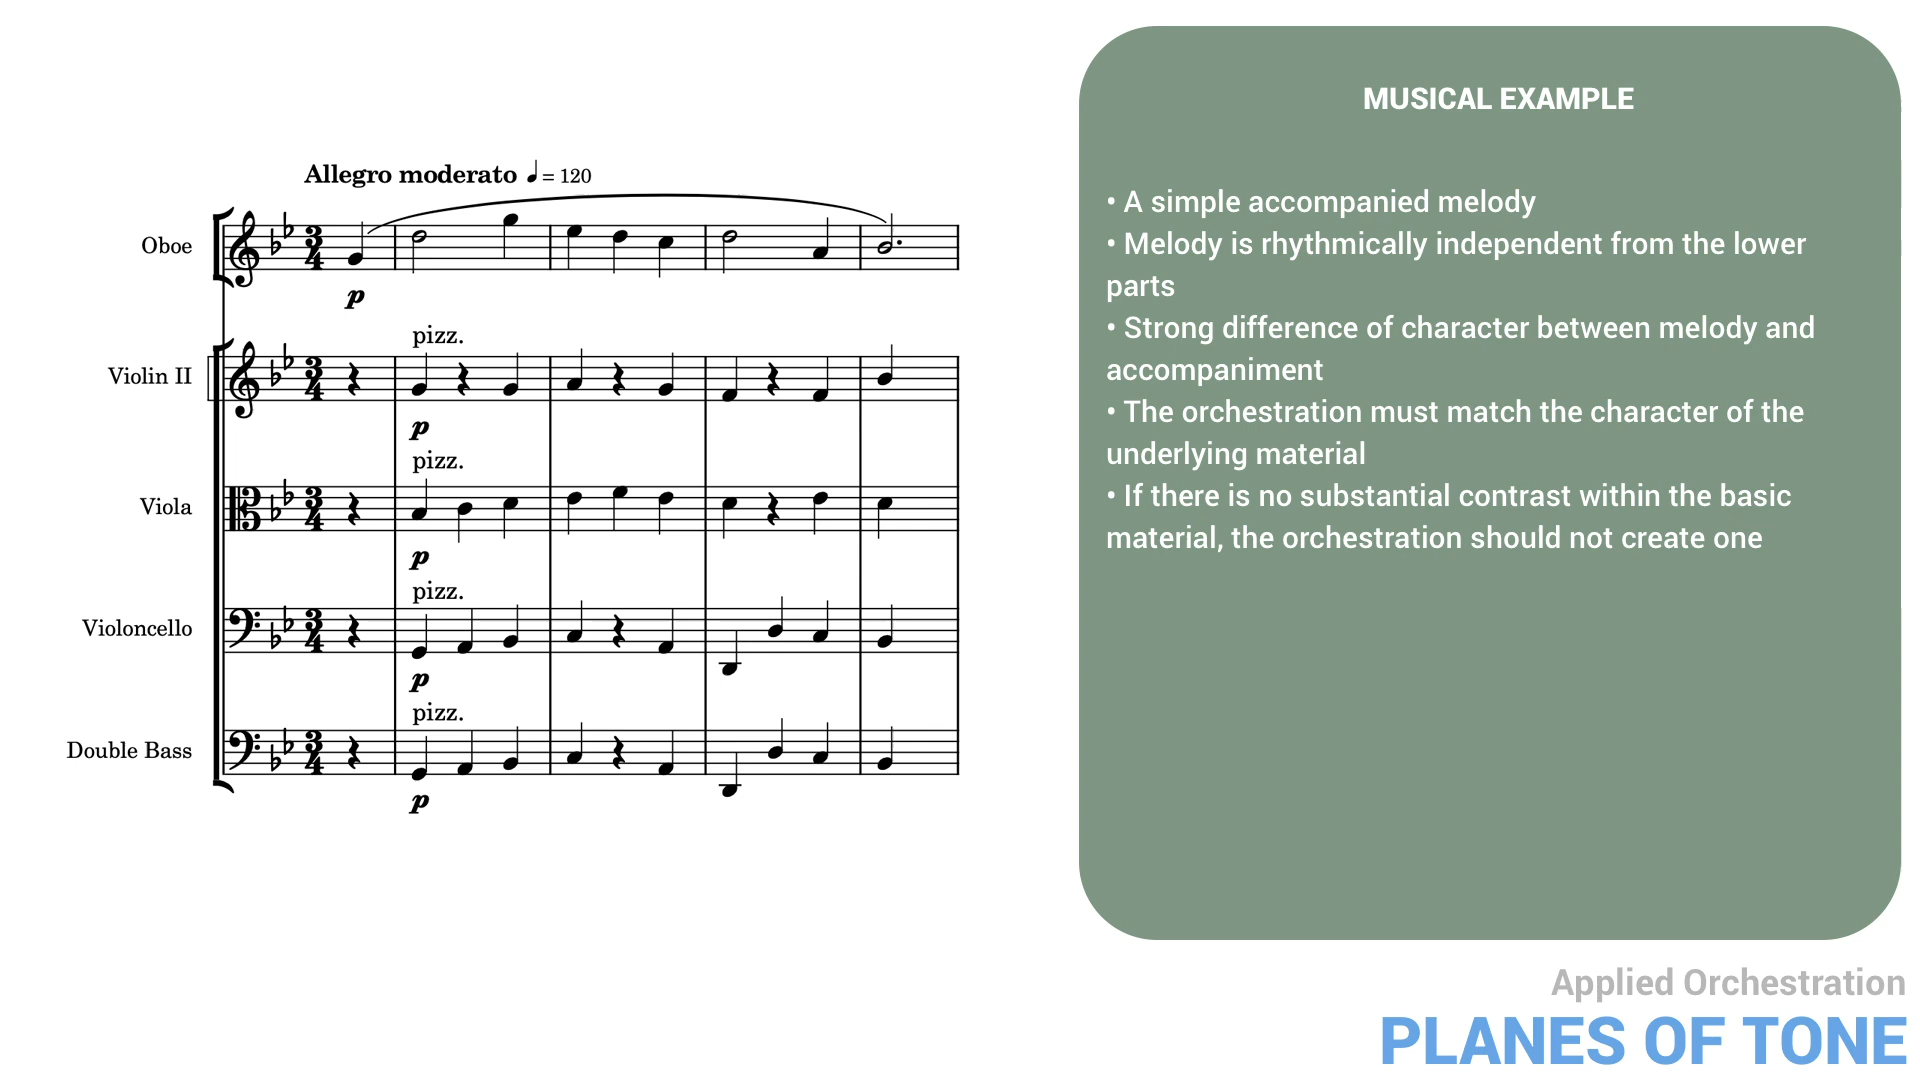 Allegro moderato ♩= 120
Oboe
p
pizz.
Violin II
p
pizz.
Viola
p
pizz.
Violoncello
p
pizz.
Double Bass
p
MUSICAL EXAMPLE
• A simple accompanied melody
• Melody is rhythmically independent from the lower
parts
• Strong difference of character between melody and
accompaniment
• The orchestration must match the character of the
underlying material
• If there is no substantial contrast within the basic
material, the orchestration should not create one
Applied Orchestration
PLANES OF TONE